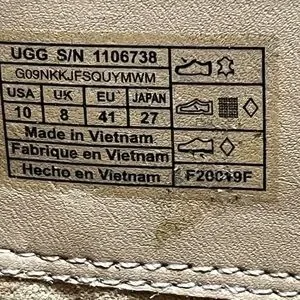 UGG S/N 1106738
G09NKKJFSQUYMWM
USA UK EU JAPAN
10 8 41 27
Made in Vietnam
Fabrique en Vietnam
Hecho en Vietnam
F20019F